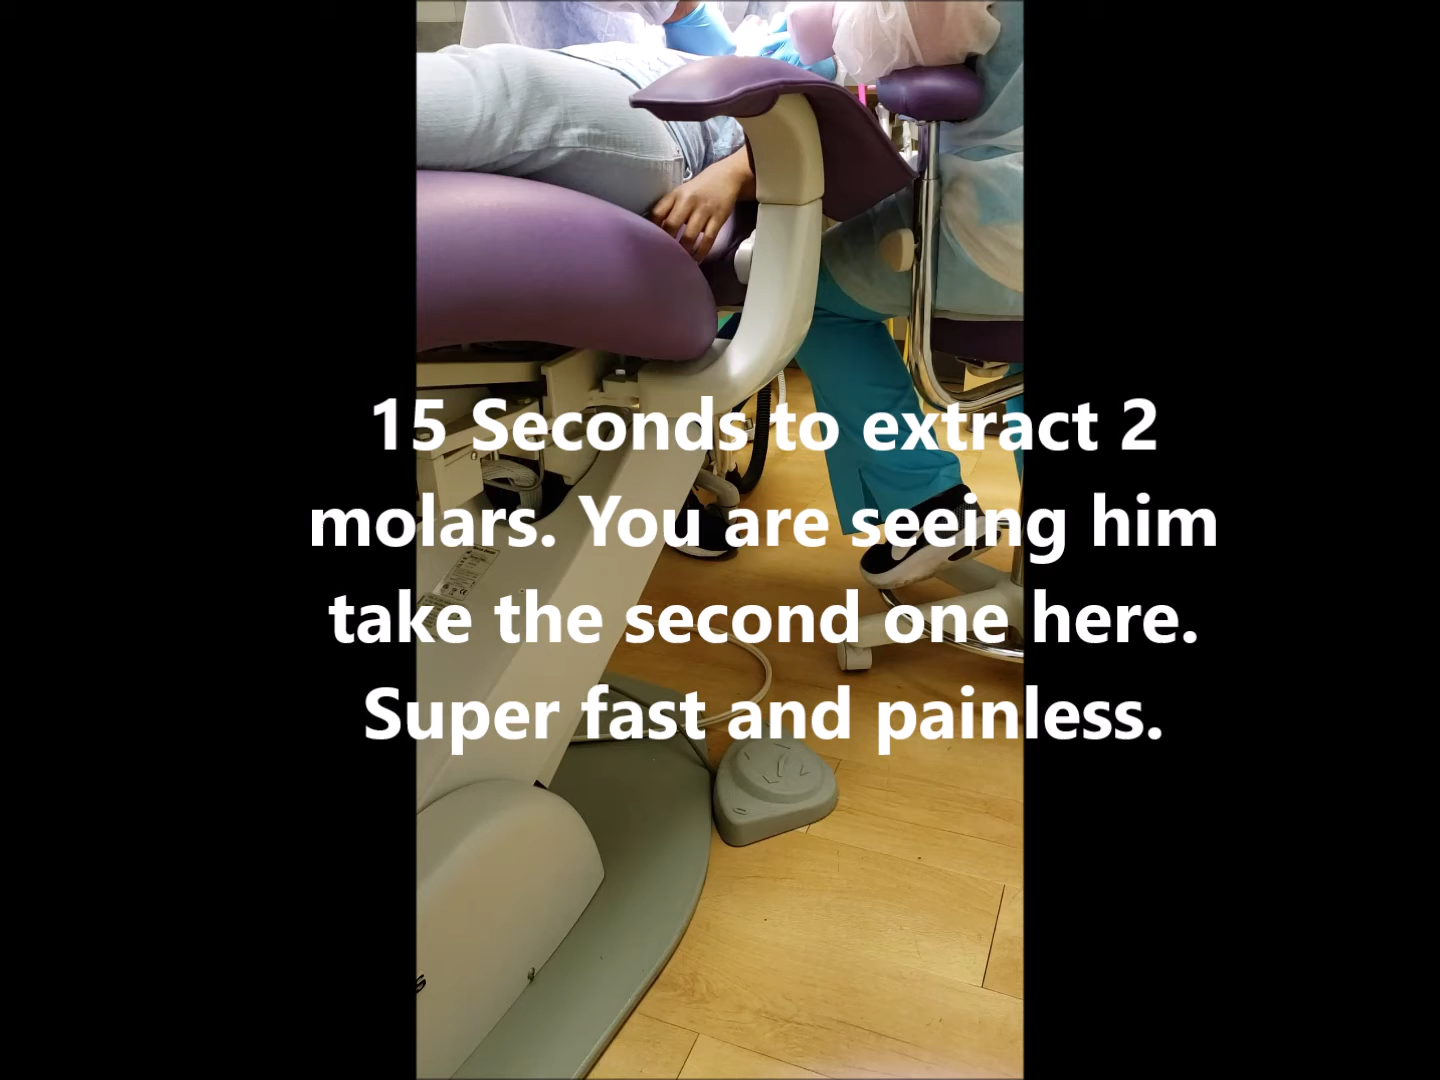 15 Seconds to extract 2
molars. You are seeing him
take the second one here.
Super fast and painless.